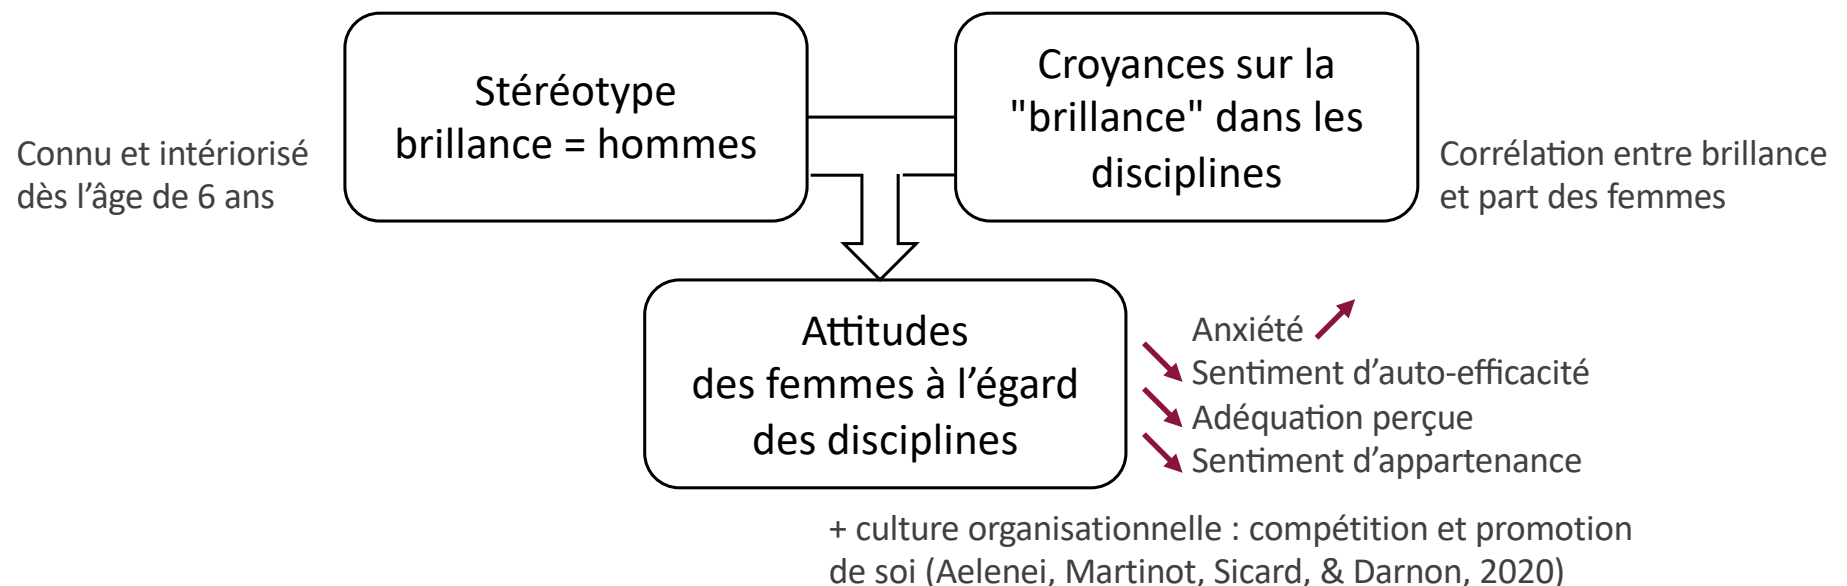 Stéréotype
brillance = hommes
Croyances sur la
"brillance" dans les
disciplines
Connu et intériorisé
dès l’âge de 6 ans
Corrélation entre brillance
et part des femmes
Attitudes
des femmes à l’égard
des disciplines
Anxiété
Sentiment d’auto-efficacité
Adéquation perçue
Sentiment d’appartenance
+ culture organisationnelle : compétition et promotion
de soi (Aelenei, Martinot, Sicard, & Darnon, 2020)